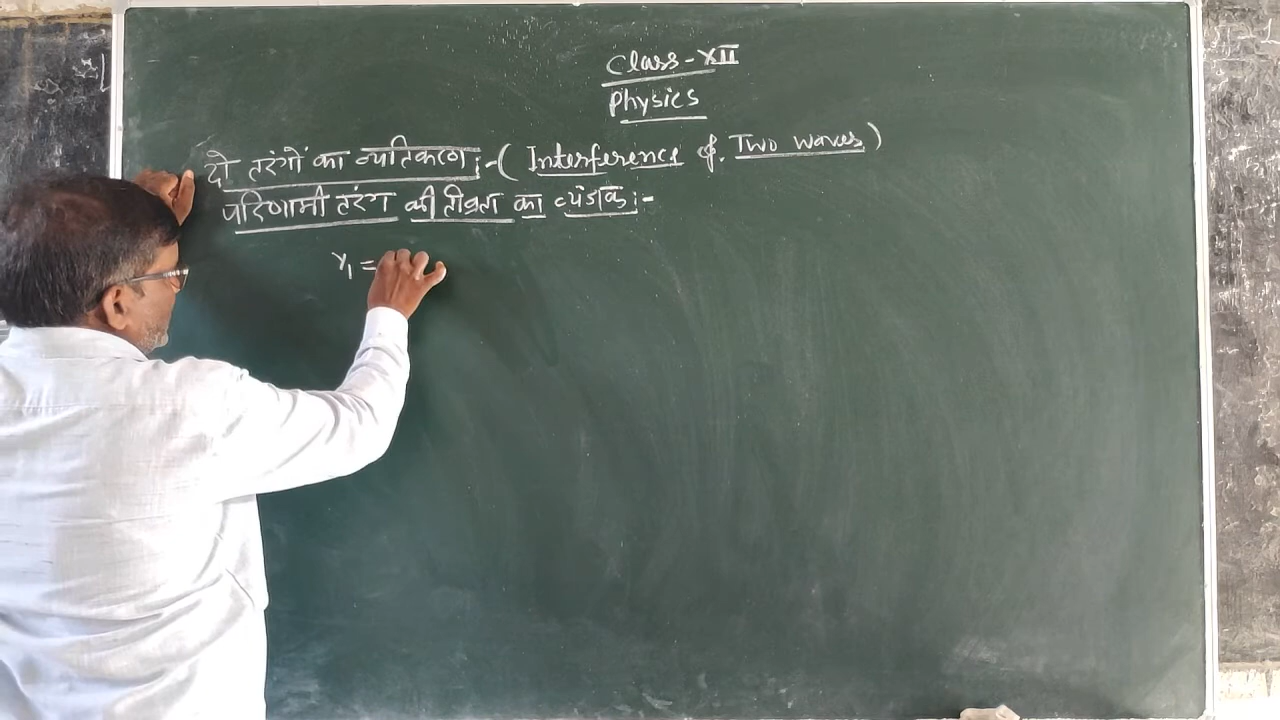 Class-XII
Physics
दो तरंगों का व्यतिकरण :- ( Interference of Two waves )
परिणामी तरंग की तीव्रता का व्यंजक :-
Y₁ =